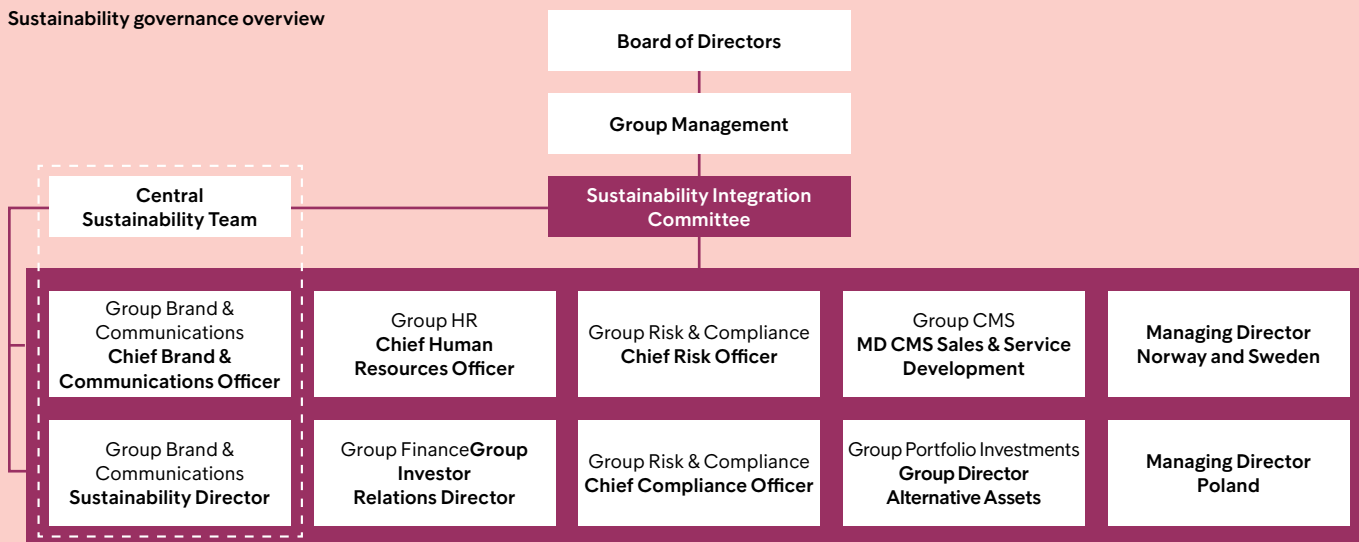 Sustainability governance overview
Board of Directors
Group Management
Central
Sustainability Team
Sustainability Integration
Committee
Group Brand &
Communications
Chief Brand &
Communications Officer
Group HR
Chief Human
Resources Officer
Group Risk & Compliance
Chief Risk Officer
Group CMS
MD CMS Sales & Service
Development
Managing Director
Norway and Sweden
Group Brand &
Communications
Sustainability Director
Group FinanceGroup
Investor
Relations Director
Group Risk & Compliance
Chief Compliance Officer
Group Portfolio Investments
Group Director
Alternative Assets
Managing Director
Poland